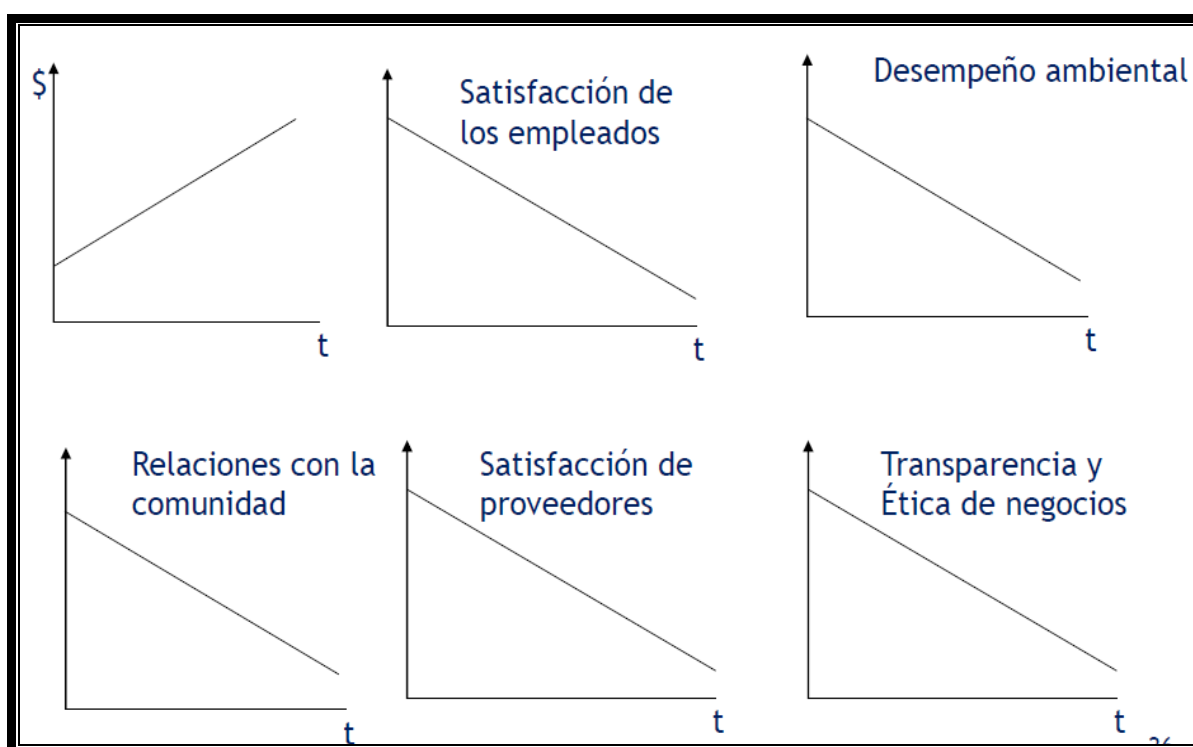 $
Satisfacción de
los empleados
Desempeño ambiental
t
t
t
Relaciones con la
comunidad
Satisfacción de
proveedores
Transparencia y
Ética de negocios
t
t
t